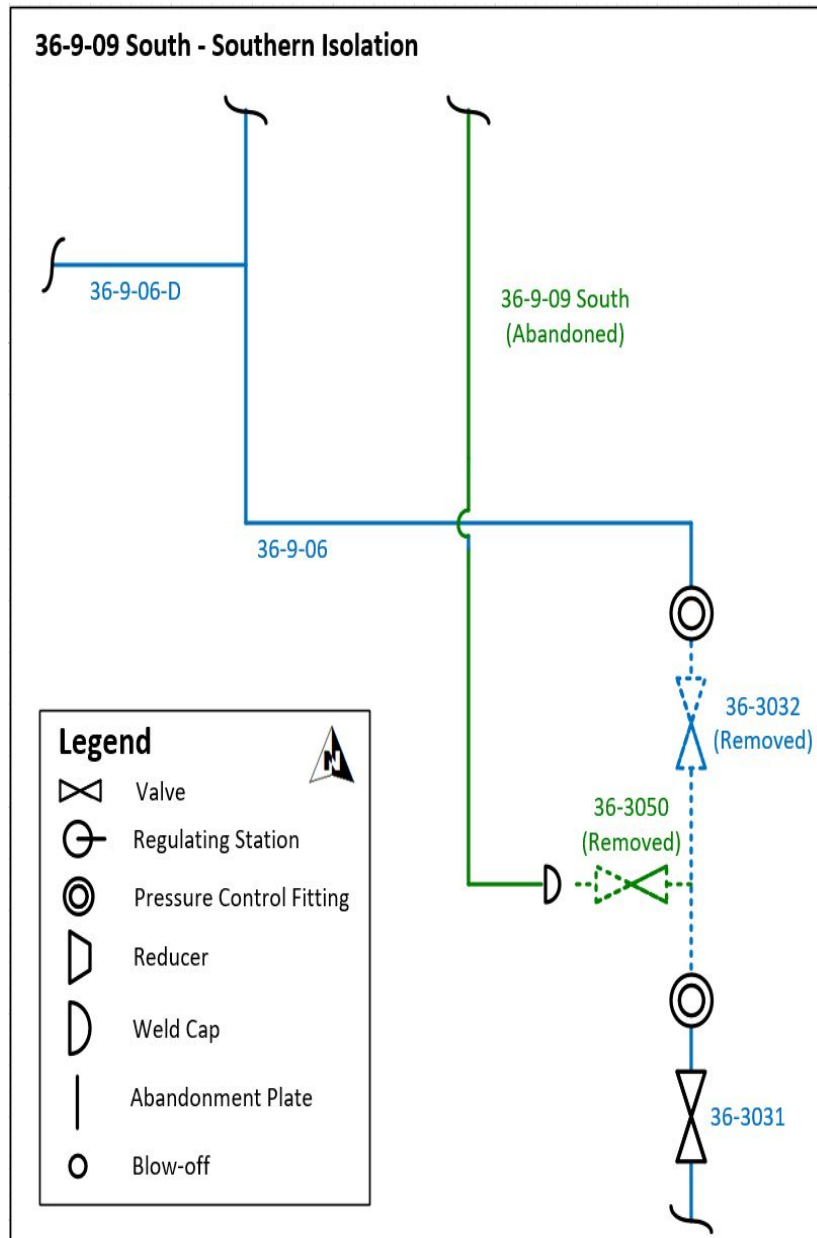 36-9-09 South - Southern Isolation
36-9-06-D
36-9-09 South
(Abandoned)
36-9-06
36-3032
(Removed)
36-3050
(Removed)
36-3031
Legend
N
Valve
Regulating Station
Pressure Control Fitting
Reducer
Weld Cap
Abandonment Plate
Blow-off